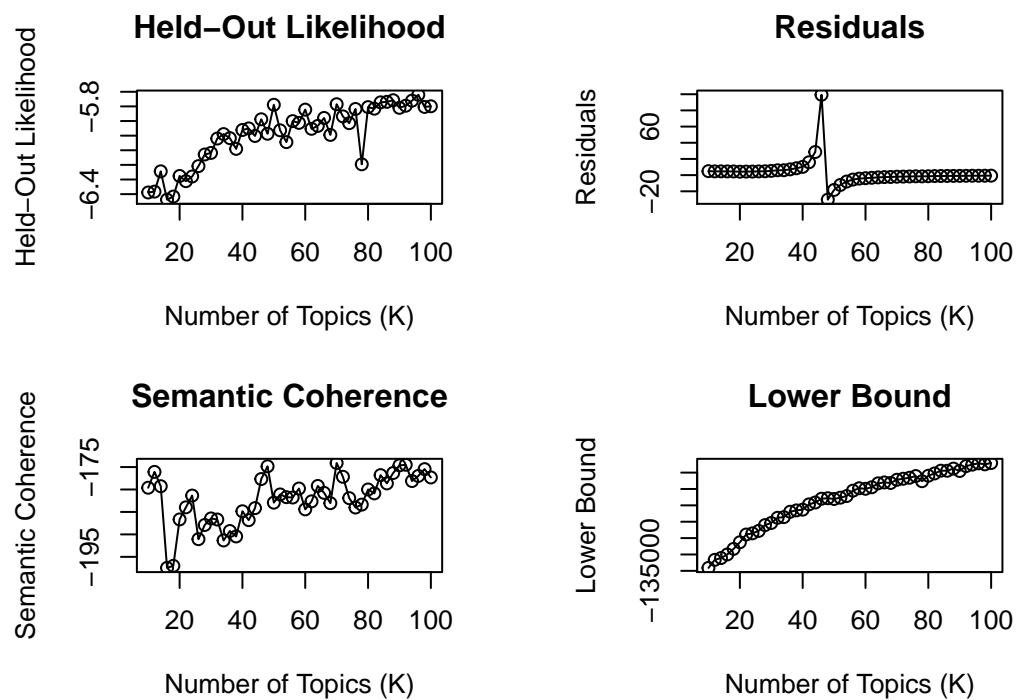 Held−Out Likelihood
Held−Out Likelihood
−6.4
−5.8
20 40 60 80 100
Number of Topics (K)
Residuals
Residuals
−20
60
20 40 60 80 100
Number of Topics (K)
Semantic Coherence
Semantic Coherence
−195
−175
20 40 60 80 100
Number of Topics (K)
Lower Bound
Lower Bound
−135000
20 40 60 80 100
Number of Topics (K)